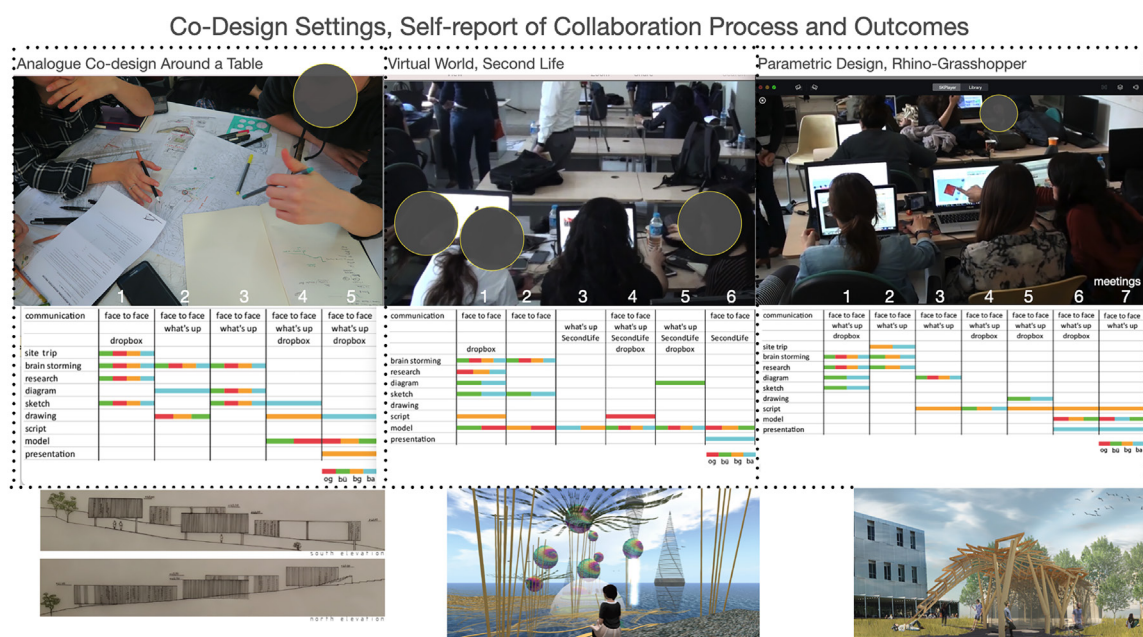 Co-Design Settings, Self-report of Collaboration Process and Outcomes
Analogue Co-design Around a Table
Virtual World, Second Life
Parametric Design, Rhino-Grasshopper
SKPlayer Library
meetings
1 2 3 4 5
communication face to face face to face face to face face to face face to face
what's up what's up what's up what's up
dropbox dropbox dropbox
site trip
brain storming
research
diagram
sketch
drawing
script
model
presentation
og bü bg ba
1 2 3 4 5 6
communication face to face face to face face to face face to face
what's up what's up what's up
SecondLife SecondLife SecondLife SecondLife
dropbox dropbox dropbox
brain storming
research
diagram
sketch
drawing
script
model
presentation
og bü bg ba
1 2 3 4 5 6 7
communication face to face face to face face to face face to face face to face face to face face to face
what's up what's up what's up what's up what's up what's up
dropbox dropbox dropbox dropbox
site trip
brain storming
research
diagram
sketch
drawing
script
model
presentation
og bü bg ba
south elevation
north elevation